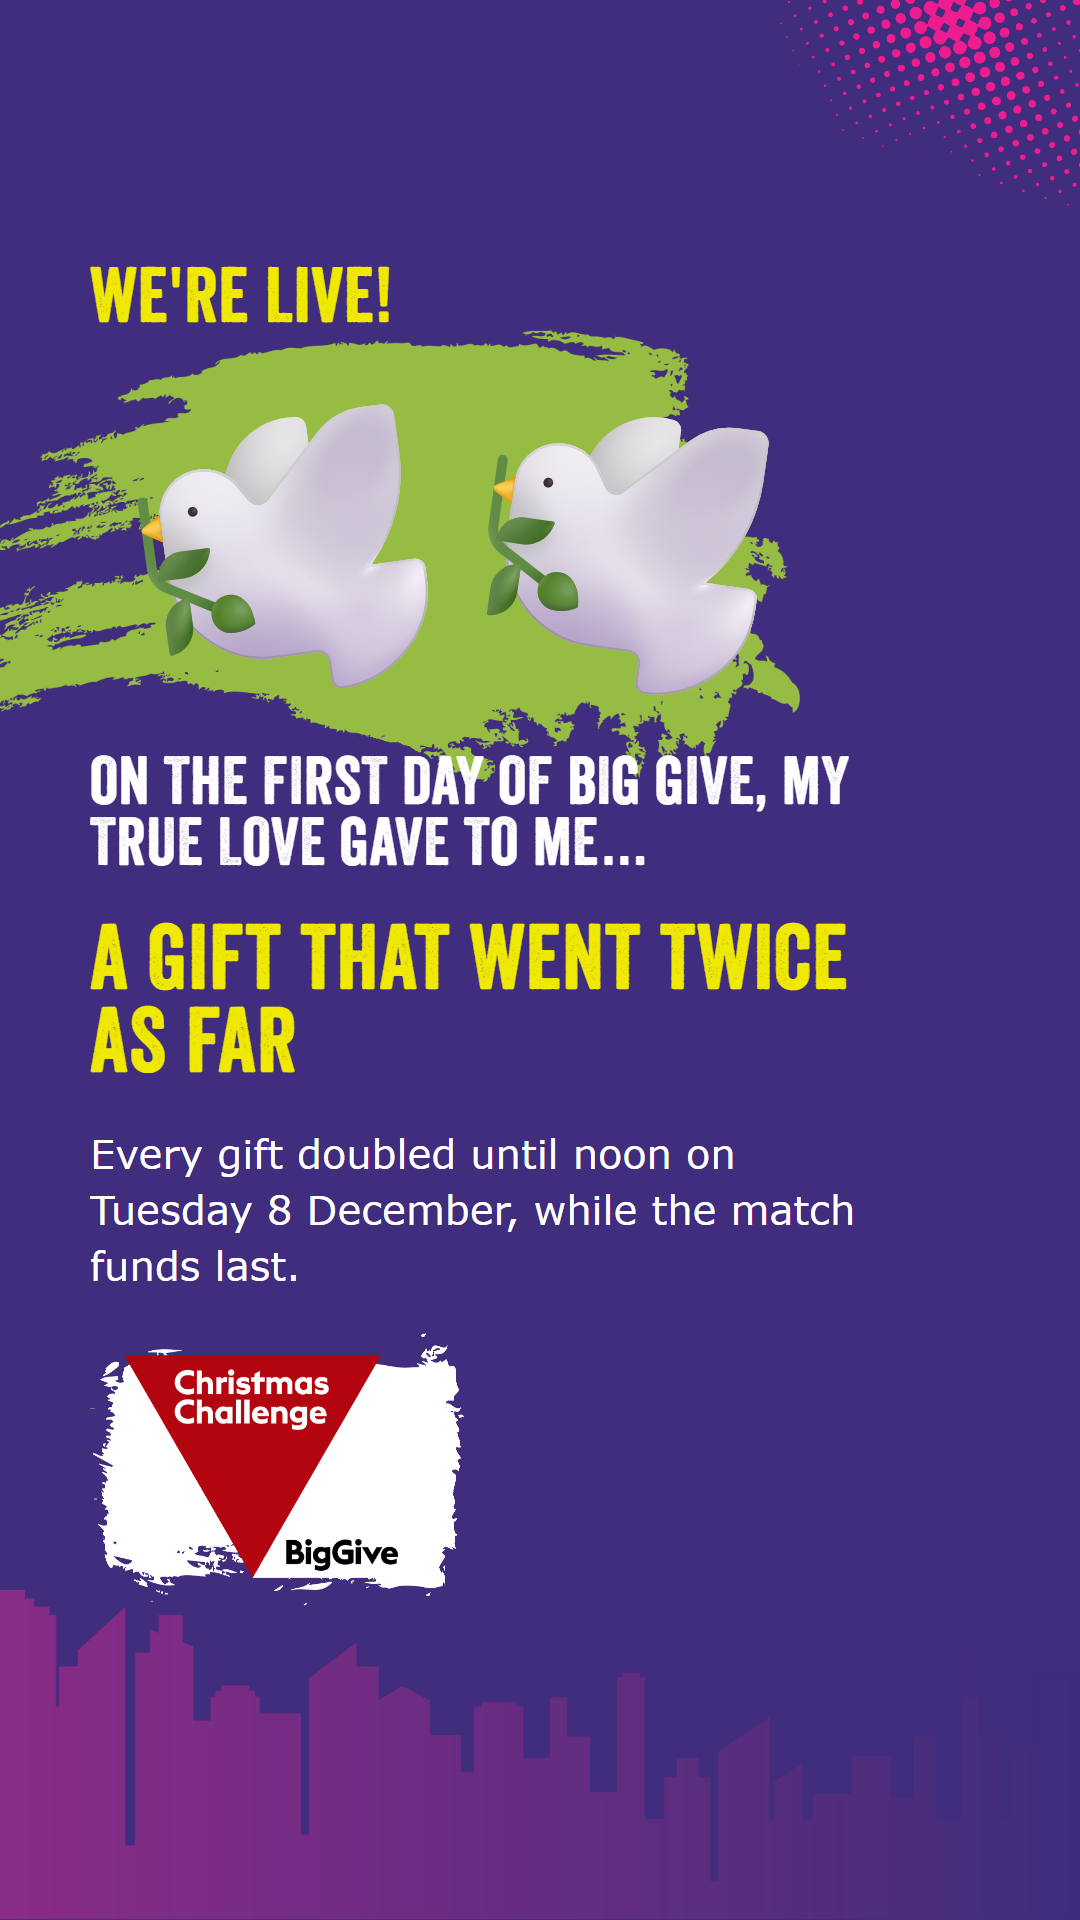 WE'RE LIVE!
ON THE FIRST DAY OF BIG GIVE, MY
TRUE LOVE GAVE TO ME...
A GIFT THAT WENT TWICE
AS FAR
Every gift doubled until noon on
Tuesday 8 December, while the match
funds last.
Christmas
Challenge
BigGive